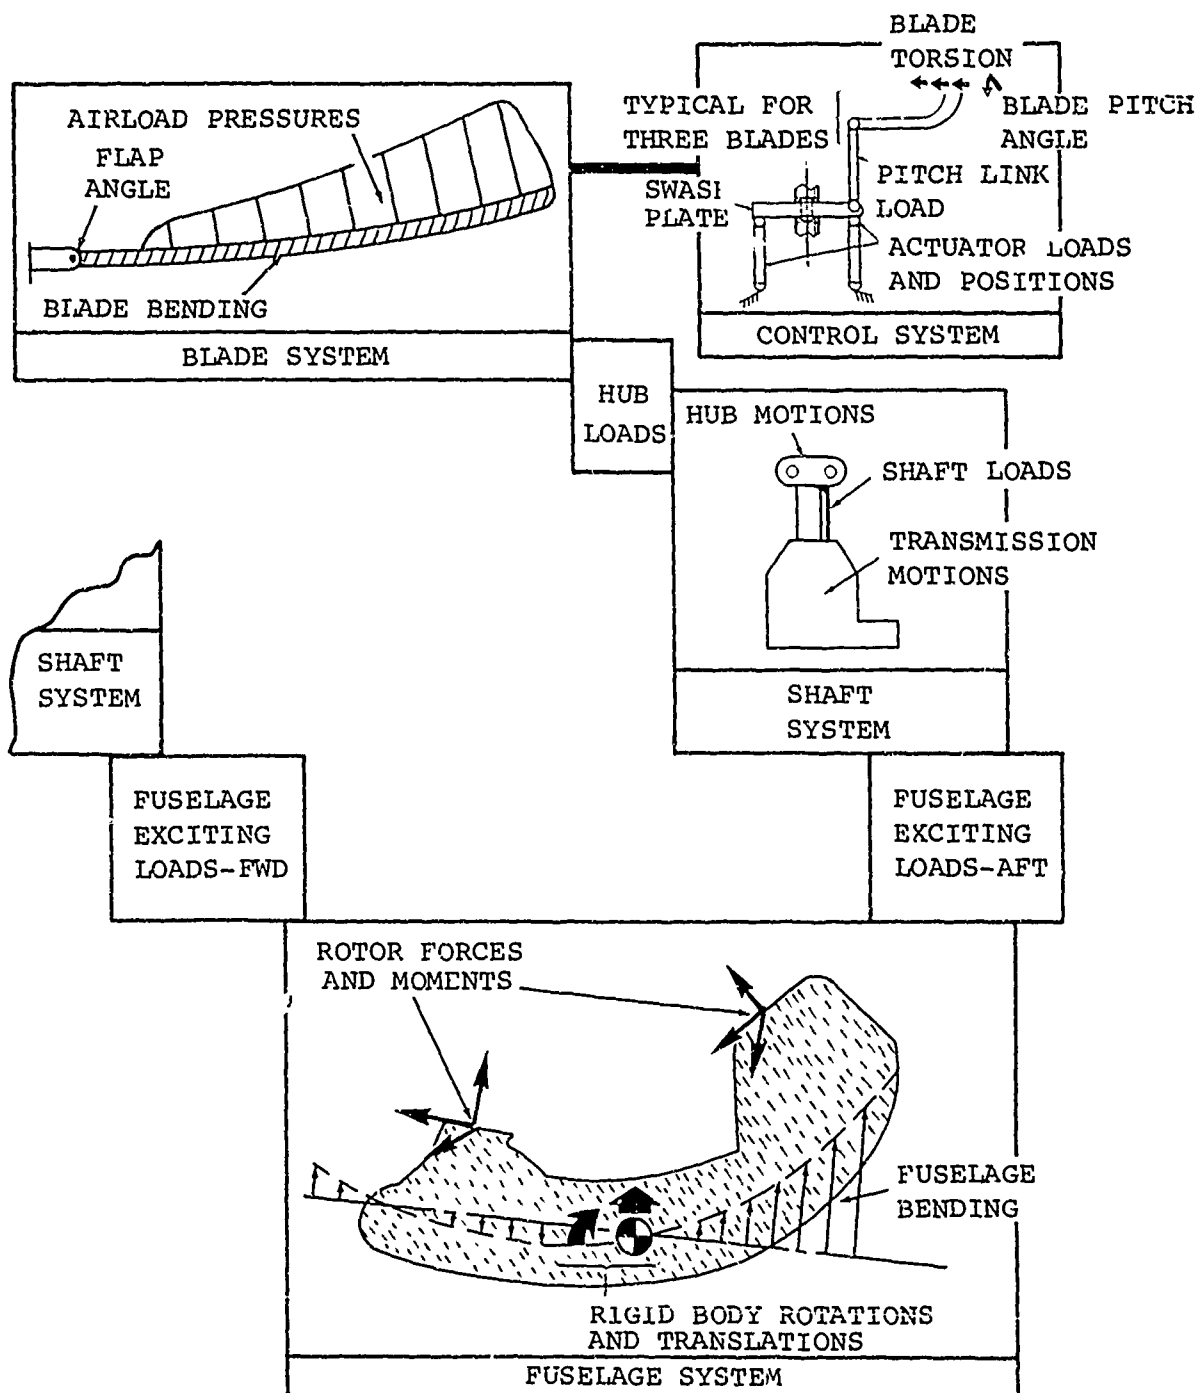 BLADE
TORSION
BLADE PITCH
ANGLE
TYPICAL FOR
THREE BLADES
AIRLOAD PRESSURES
FLAP
ANGLE
BLADE BENDING
BLADE SYSTEM
PITCH LINK
LOAD
SWASH
PLATE
ACTUATOR LOADS
AND POSITIONS
CONTROL SYSTEM
HUB
LOADS
HUB MOTIONS
SHAFT LOADS
TRANSMISSION
MOTIONS
SHAFT
SYSTEM
SHAFT
SYSTEM
FUSELAGE
EXCITING
LOADS-FWD
FUSELAGE
EXCITING
LOADS-AFT
ROTOR FORCES
AND MOMENTS
FUSELAGE
BENDING
RIGID BODY ROTATIONS
AND TRANSLATIONS
FUSELAGE SYSTEM